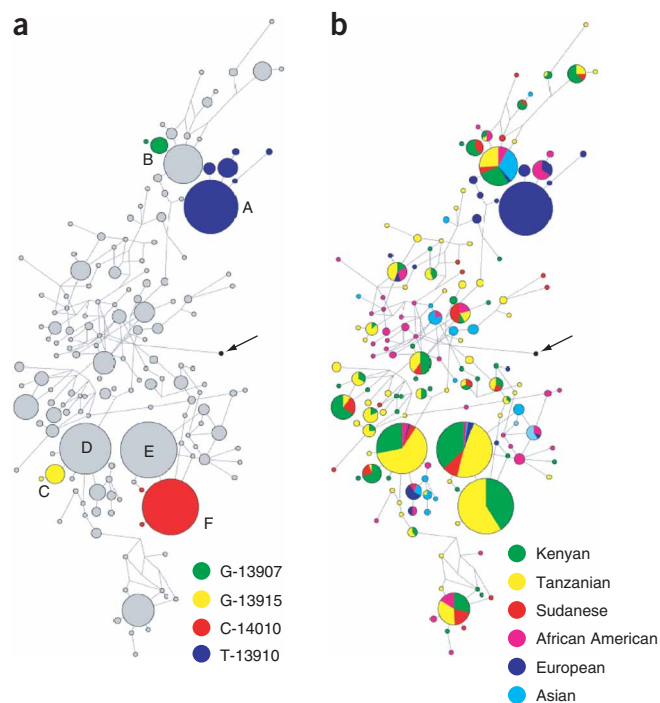 a
b
B
A
D
E
C
F
G-13907
G-13915
C-14010
T-13910
Kenyan
Tanzanian
Sudanese
African American
European
Asian